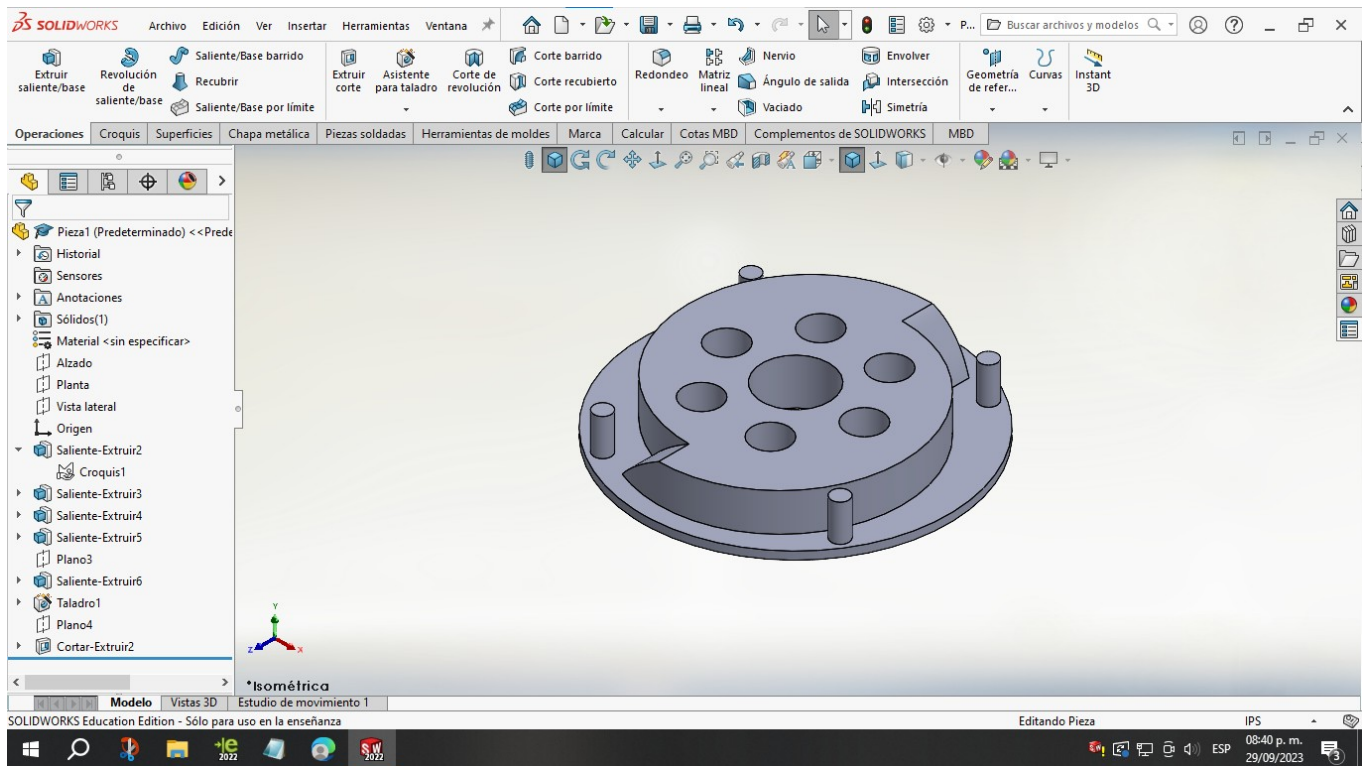 SOLIDWORKS Archivo Edición Ver Insertar Herramientas Ventana P... Buscar archivos y modelos
Extruir saliente/base
Revolución de saliente/base
Saliente/Base barrido
Recubrir
Saliente/Base por límite
Extruir corte
Asistente para taladro
Corte de revolución
Corte barrido
Corte recubierto
Corte por límite
Redondeo
Matriz lineal
Nervio
Ángulo de salida
Vaciado
Envolver
Intersección
Simetría
Geometría de refer...
Curvas
Instant 3D
Operaciones Croquis Superficies Chapa metálica Piezas soldadas Herramientas de moldes Marca Calcular Cotas MBD Complementos de SOLIDWORKS MBD
Pieza1 (Predeterminado) <<Prede
Historial
Sensores
Anotaciones
Sólidos(1)
Material <sin especificar>
Alzado
Planta
Vista lateral
Origen
Saliente-Extruir2
Croquis1
Saliente-Extruir3
Saliente-Extruir4
Saliente-Extruir5
Plano3
Saliente-Extruir6
Taladro1
Plano4
Cortar-Extruir2
Y
Z X
*Isométrica
Modelo Vistas 3D Estudio de movimiento 1
SOLIDWORKS Education Edition - Sólo para uso en la enseñanza Editando Pieza IPS
e 2022
SW 2022
ESP
08:40 p. m.
29/09/2023
3